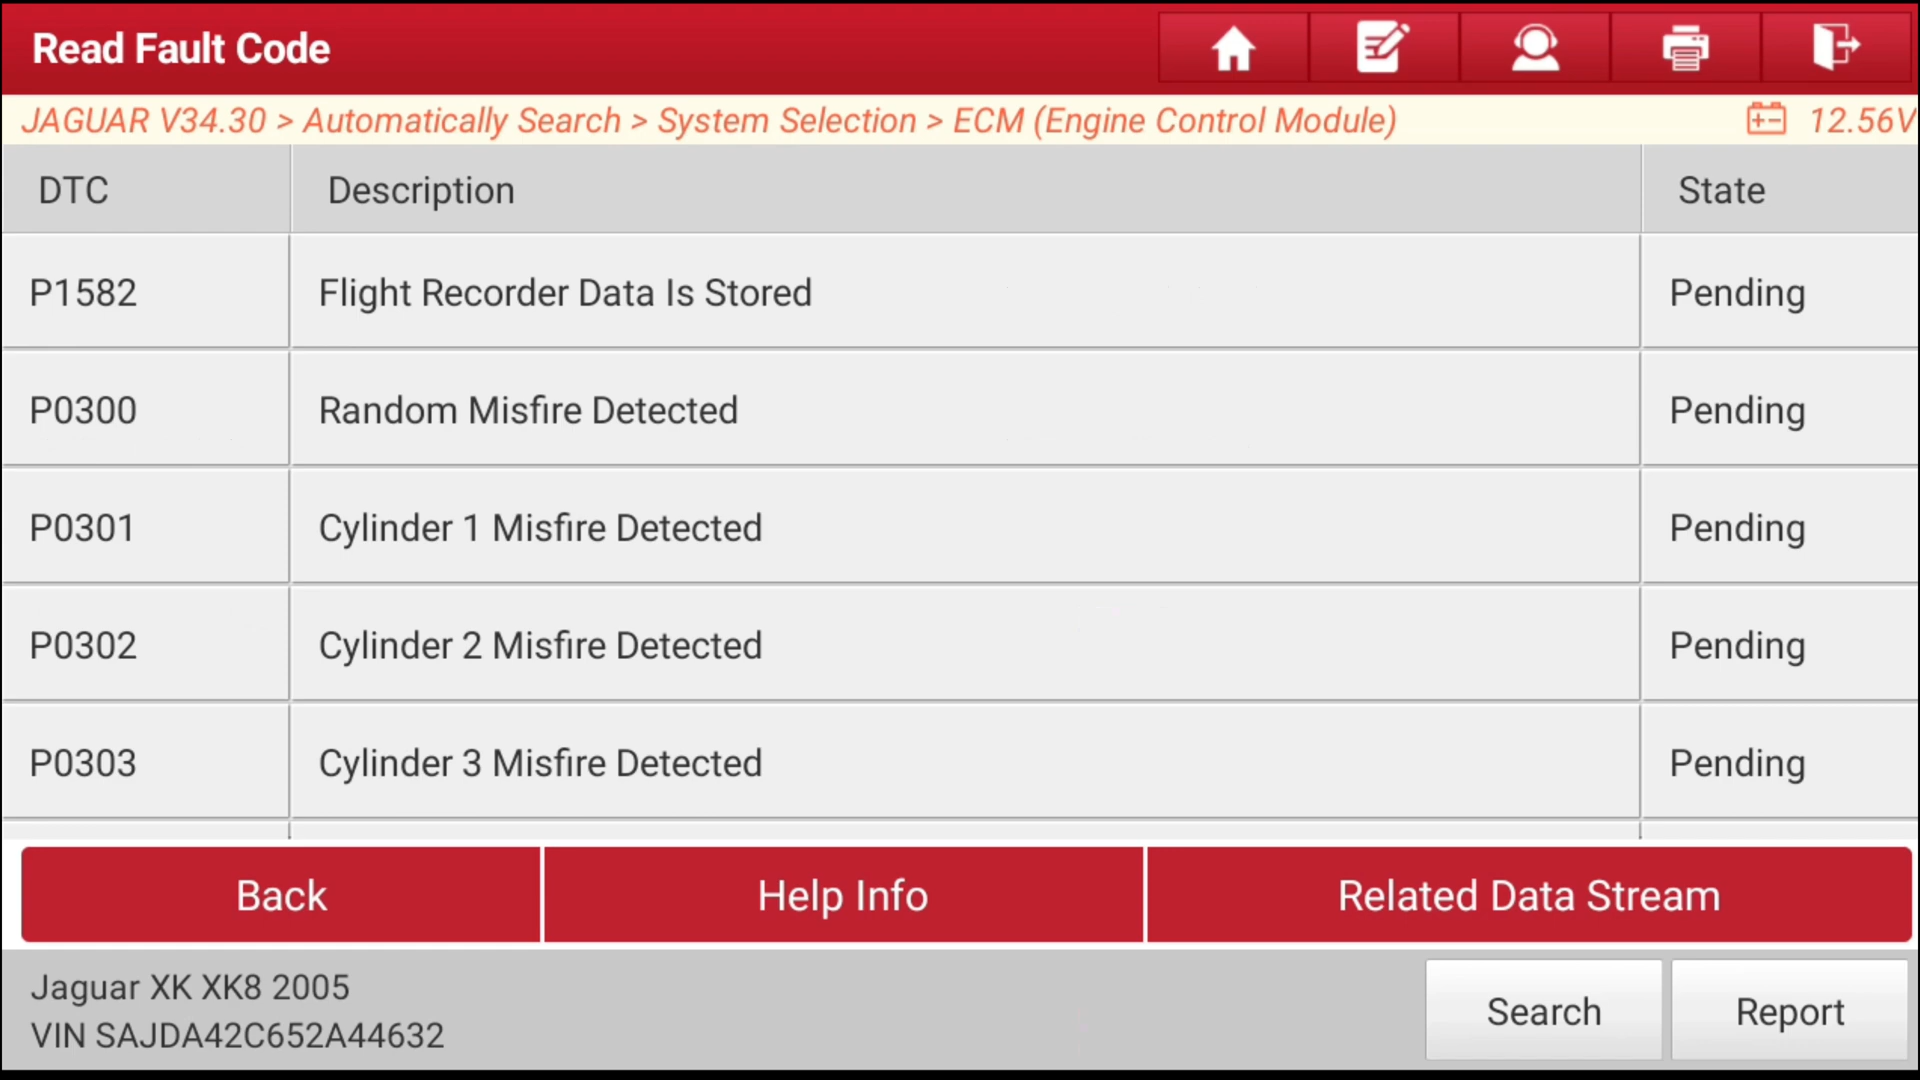 Read Fault Code
JAGUAR V34.30 > Automatically Search > System Selection > ECM (Engine Control Module) 12.56V
DTC Description State
P1582 Flight Recorder Data Is Stored Pending
P0300 Random Misfire Detected Pending
P0301 Cylinder 1 Misfire Detected Pending
P0302 Cylinder 2 Misfire Detected Pending
P0303 Cylinder 3 Misfire Detected Pending
Back Help Info Related Data Stream
Jaguar XK XK8 2005
VIN SAJDA42C652A44632
Search Report